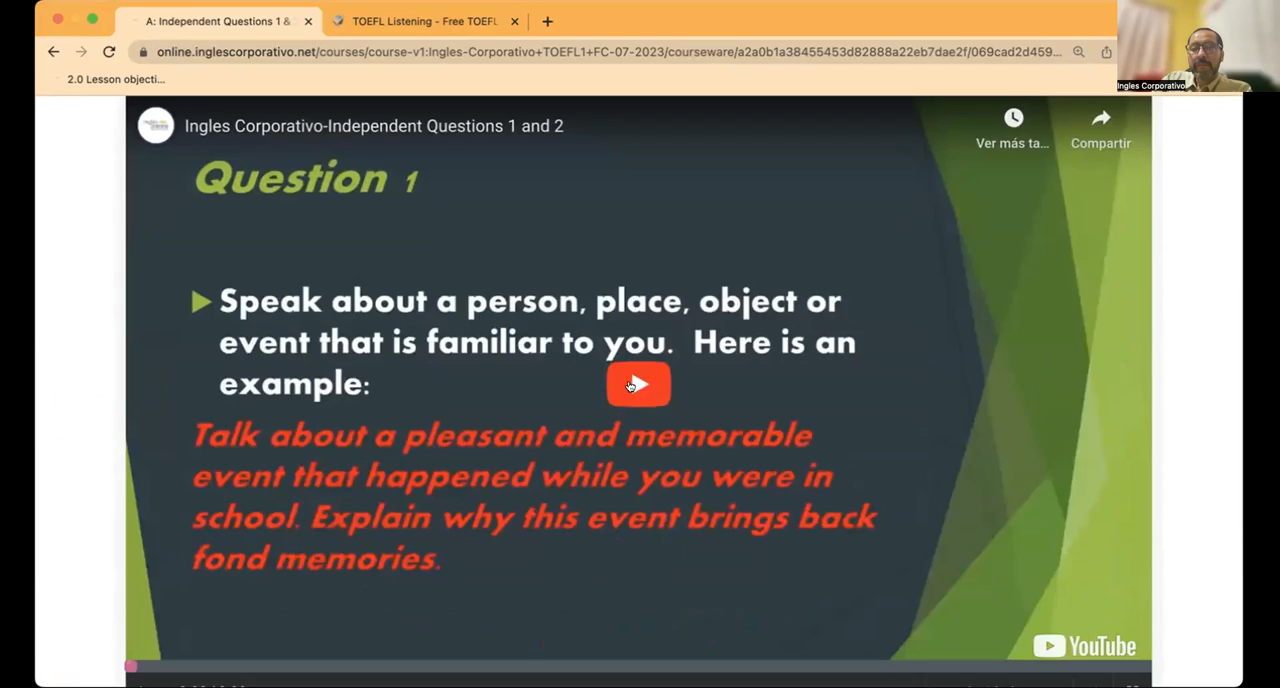 A: Independent Questions 1 &
TOEFL Listening - Free TOEFL
online.inglescorporativo.net/courses/course-v1:Ingles-Corporativo+TOEFL1+FC-07-2023/courseware/a2a0b1a38455453d82888a22eb7dae2f/069cad2d459...
2.0 Lesson objecti...
Ingles Corporativo
Ingles Corporativo-Independent Questions 1 and 2
Ver más ta...
Compartir
Question 1
Speak about a person, place, object or
event that is familiar to you. Here is an
example:
Talk about a pleasant and memorable
event that happened while you were in
school. Explain why this event brings back
fond memories.
YouTube